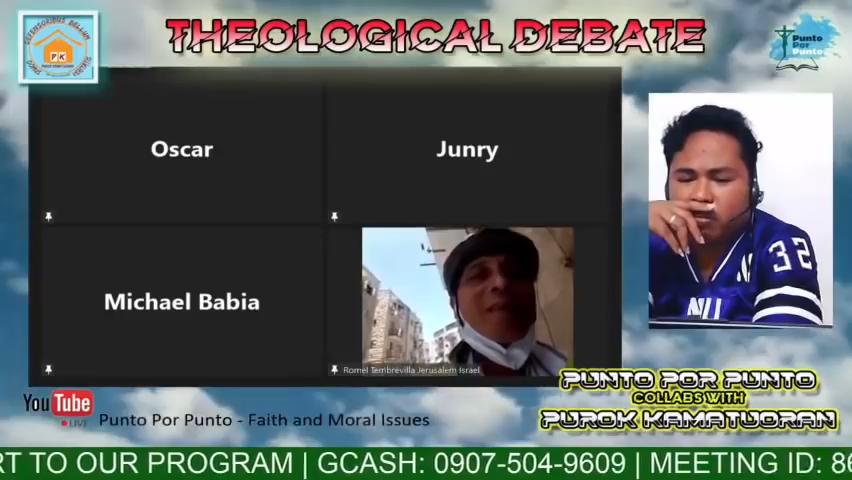 THEOLOGICAL DEBATE
PK
Punto
Por
Punto
Oscar
Junry
32
NU
Michael Babia
Romel Tembrevilla Jerusalem Israel
PUNTO POR PUNTO
COLLABS WITH
PUROK KAMATUORAN
YouTube
LIVE
Punto Por Punto - Faith and Moral Issues
RT TO OUR PROGRAM | GCASH: 0907-504-9609 | MEETING ID: 86